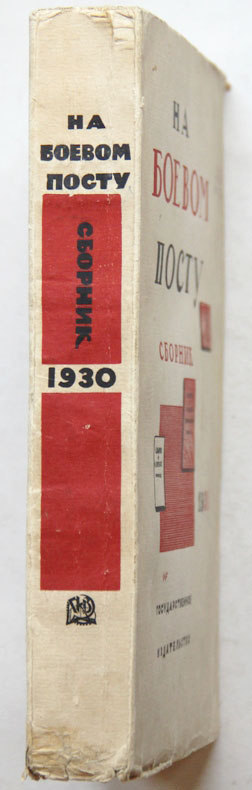 НА
БОЕВОМ
ПОСТУ
СБОРНИК
1930
НА
БОЕВОМ
ПОСТУ
СБОРНИК
ГОСУДАРСТВЕННОЕ
ИЗДАТЕЛЬСТВО